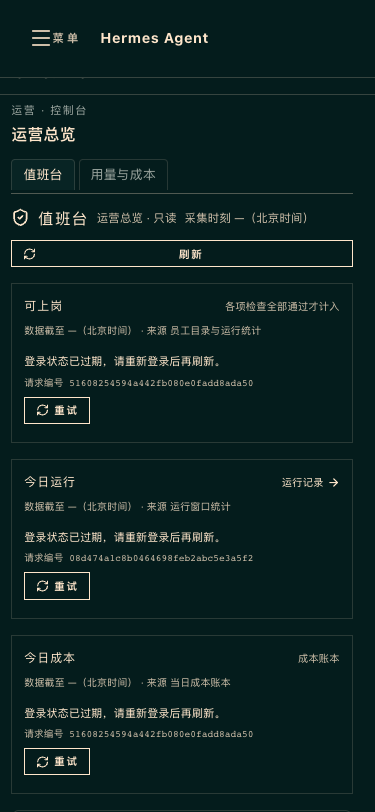 菜单 Hermes Agent
运营 · 控制台
运营总览
值班台 用量与成本
值班台 运营总览 · 只读 采集时刻 —（北京时间）
刷新
可上岗 各项检查全部通过才计入
数据截至 —（北京时间） · 来源 员工目录与运行统计
登录状态已过期，请重新登录后再刷新。
请求编号 51608254594a442fb080e0fadd8ada50
重试
今日运行 运行记录 →
数据截至 —（北京时间） · 来源 运行窗口统计
登录状态已过期，请重新登录后再刷新。
请求编号 08d474a1c8b0464698feb2abc5e3a5f2
重试
今日成本 成本账本
数据截至 —（北京时间） · 来源 当日成本账本
登录状态已过期，请重新登录后再刷新。
请求编号 51608254594a442fb080e0fadd8ada50
重试